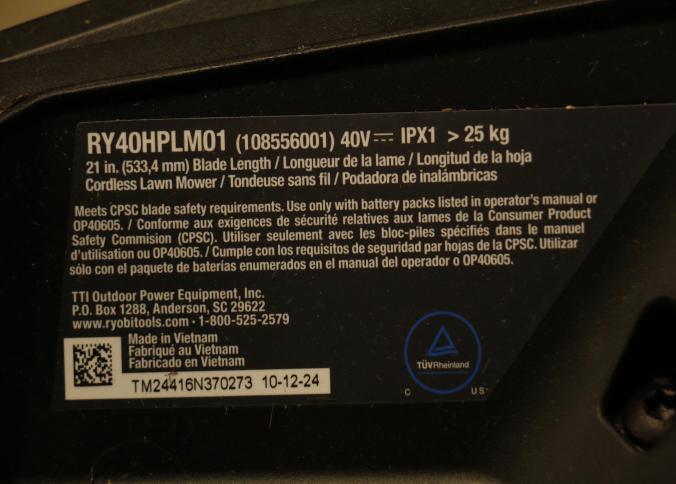 RY40HPLM01 (108556001) 40V⎓ IPX1 > 25 kg
21 in. (533,4 mm) Blade Length / Longueur de la lame / Longitud de la hoja
Cordless Lawn Mower / Tondeuse sans fil / Podadora de inalámbricas
Meets CPSC blade safety requirements. Use only with battery packs listed in operator's manual or
OP40605. / Conforme aux exigences de sécurité relatives aux lames de la Consumer Product
Safety Commision (CPSC). Utiliser seulement avec les bloc-piles spécifiés dans le manuel
d'utilisation ou OP40605. / Cumple con los requisitos de seguridad par hojas de la CPSC. Utilizar
sólo con el paquete de baterías enumerados en el manual del operador o OP40605.
TTI Outdoor Power Equipment, Inc.
P.O. Box 1288, Anderson, SC 29622
www.ryobitools.com · 1-800-525-2579
Made in Vietnam
Fabriqué au Vietnam
Fabricado en Vietnam
TM24416N370273 10-12-24
TÜVRheinland
C US